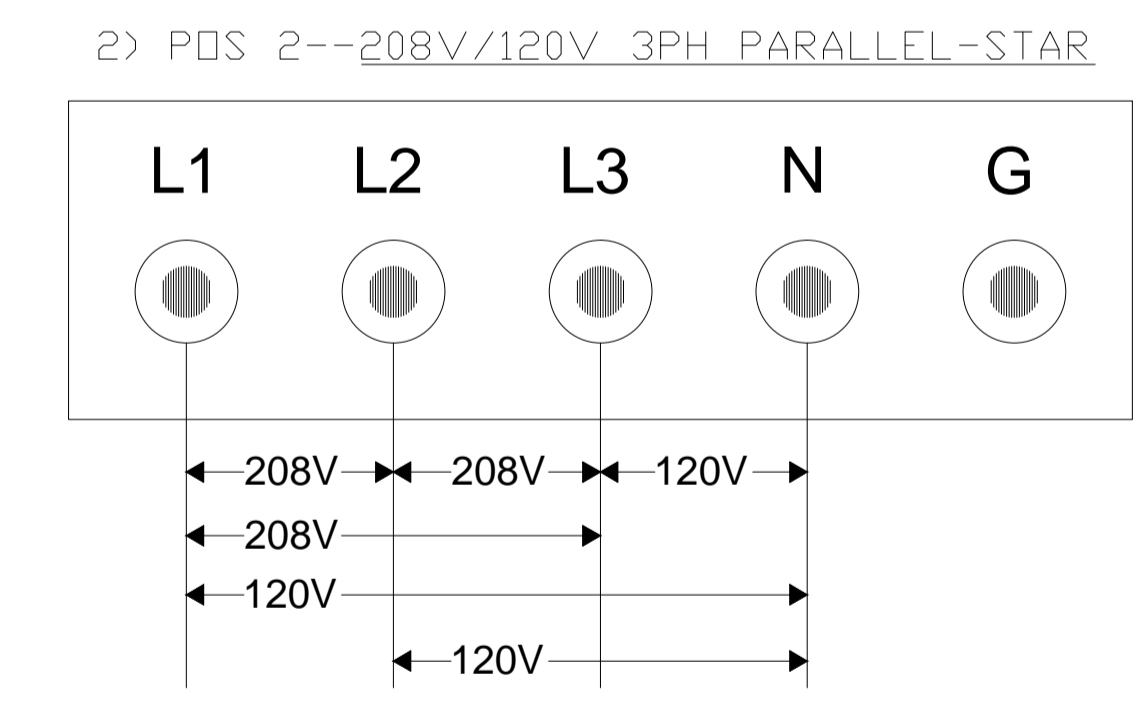 2) POS 2--208V/120V 3PH PARALLEL-STAR
L1 L2 L3 N G
208V 208V 120V
208V
120V
120V